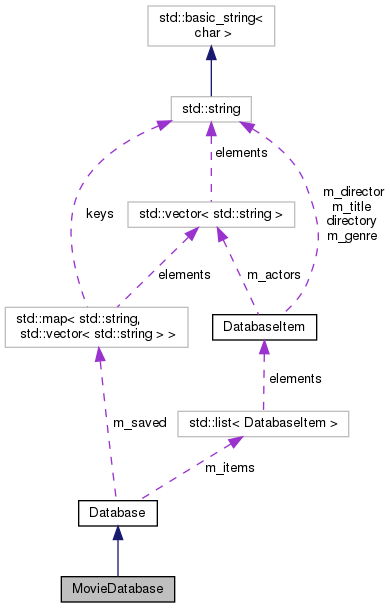 std::basic_string<
char >
std::string
elements
m_director
m_title
directory
m_genre
keys
std::vector< std::string >
elements
m_actors
std::map< std::string,
std::vector< std::string > >
DatabaseItem
elements
m_saved
std::list< DatabaseItem >
m_items
Database
MovieDatabase